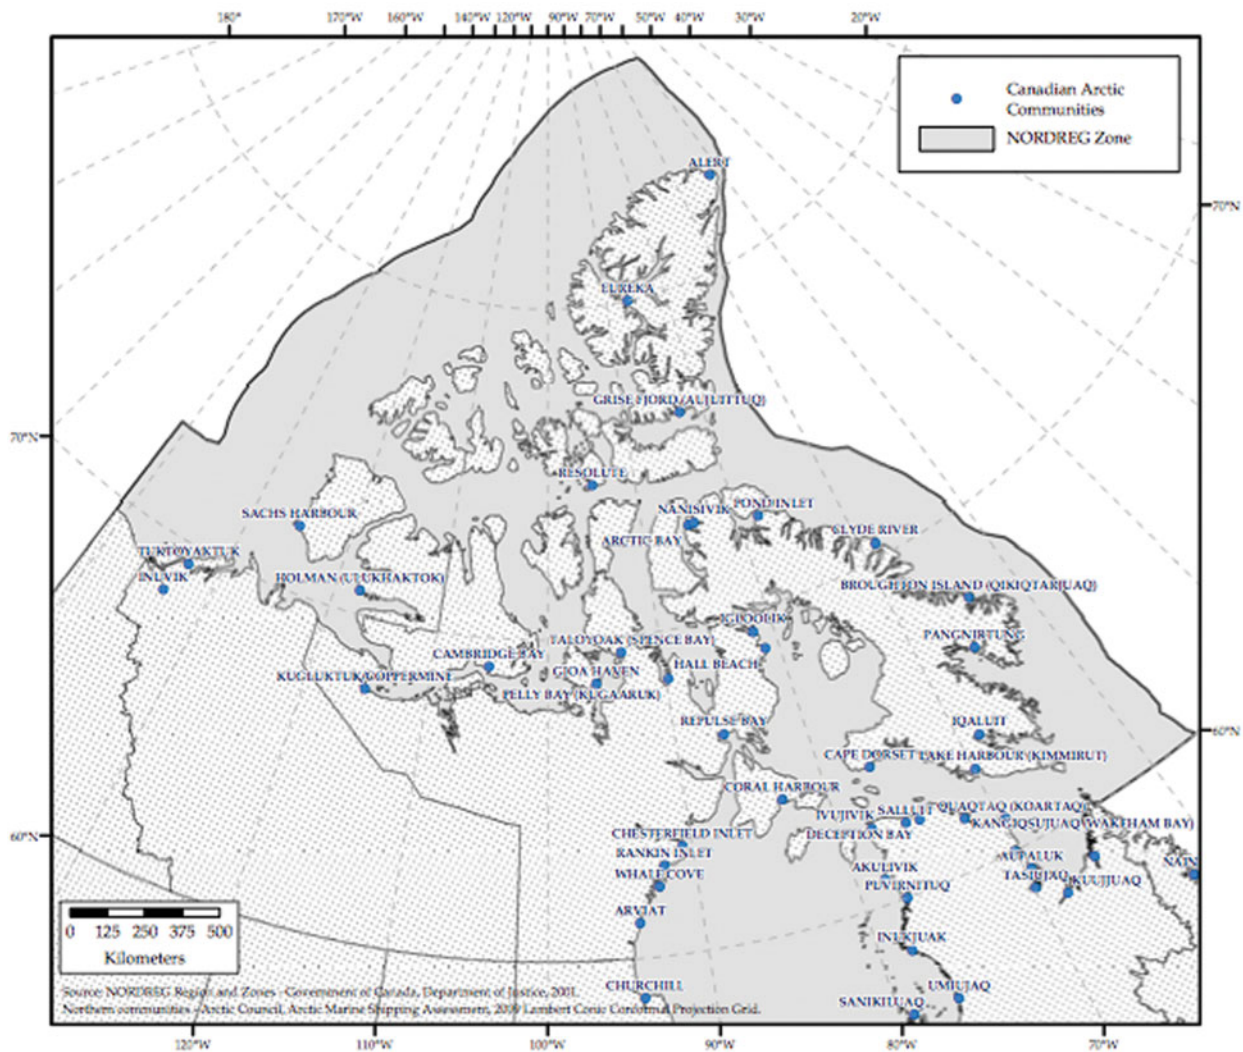 180° 170°W 160°W 150°W 140°W 120°W 90°W 80°W 70°W 50°W 40°W 30°W 20°W
Canadian Arctic
Communities
NORDREG Zone
ALERT
70°N
EUREKA
GRISE FJORD (AUJUITTUQ)
70°N
RESOLUTE
SACHS HARBOUR
NANISIVIK
POND INLET
CLYDE RIVER
ARCTIC BAY
TUKTOYAKTUK
INUVIK
HOLMAN (ULUKHAKTOK)
BROUGHTON ISLAND (QIKIQTARJUAQ)
IGLOOLIK
TALOYOAK (SPENCE BAY)
PANGNIRTUNG
CAMBRIDGE BAY
HALL BEACH
KUGLUKTUK/COPPERMINE
GJOA HAVEN
PELLY BAY (KUGAARUK)
REPULSE BAY
IQALUIT
60°N
CAPE DORSET
LAKE HARBOUR (KIMMIRUT)
CORAL HARBOUR
IVUJIVIK
SALLUIT
QUAQTAQ (KOARTAQ)
KANGIQSUJUAQ (WAKEHAM BAY)
60°N
CHESTERFIELD INLET
DECEPTION BAY
RANKIN INLET
AUPALUK
NAIN
WHALE COVE
AKULIVIK
TASIUJAQ
KUUJJUAQ
PUVIRNITUQ
ARVIAT
INUKJUAK
0 125 250 375 500
Kilometers
CHURCHILL
UMIUJAQ
SANIKILUAQ
Source: NORDREG Region and Zones - Government of Canada, Department of Justice, 2001.
Northern communities - Arctic Council, Arctic Marine Shipping Assessment, 2009 Lambert Conic Conformal Projection Grid.
120°W 110°W 100°W 90°W 80°W 70°W